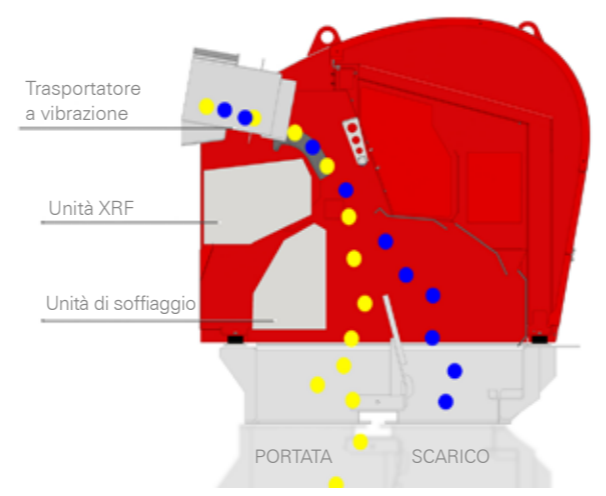 Trasportatore
a vibrazione
Unità XRF
Unità di soffiaggio
PORTATA
SCARICO